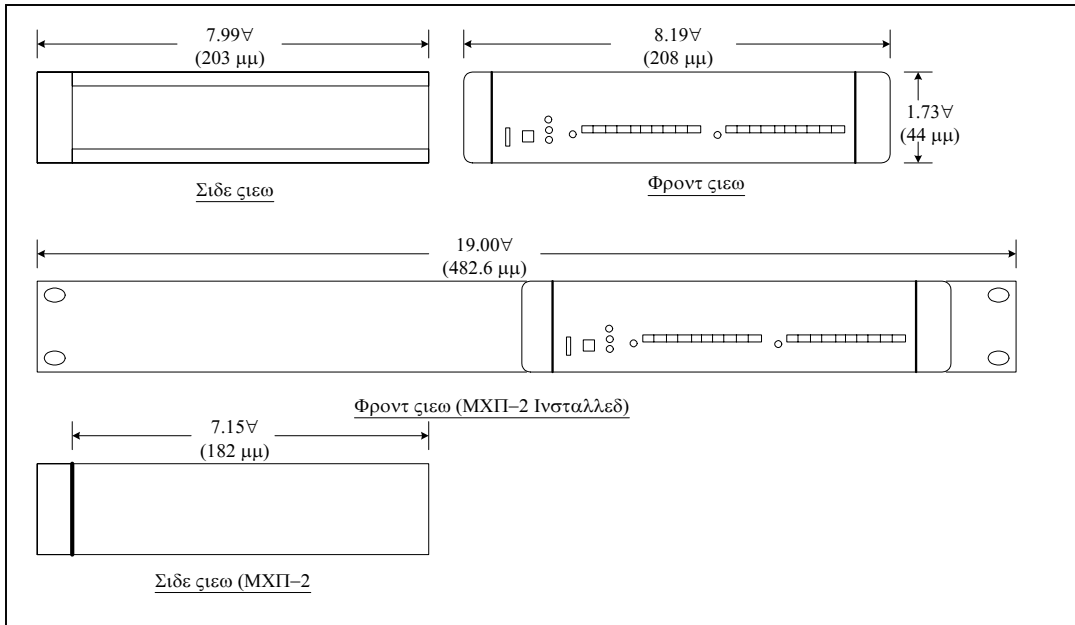 7.99∀
(203 μμ)
8.19∀
(208 μμ)
1.73∀
(44 μμ)
Σιδε ςιεω
Φροντ ςιεω
19.00∀
(482.6 μμ)
Φροντ ςιεω (ΜΧΠ−2 Ινσταλλεδ)
7.15∀
(182 μμ)
Σιδε ςιεω (ΜΧΠ−2